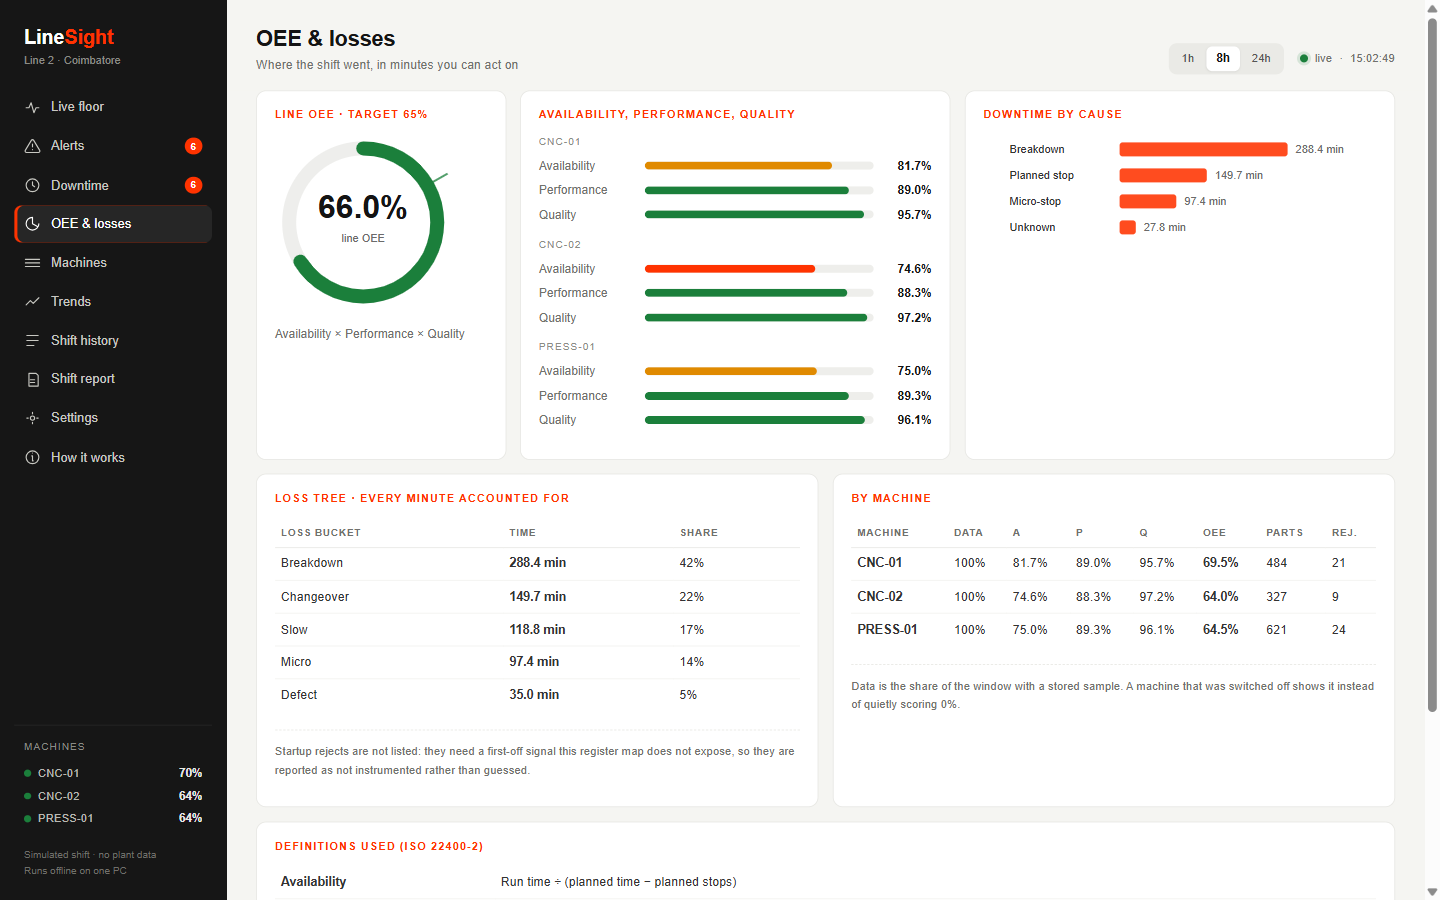 LineSight
Line 2 · Coimbatore
Live floor
Alerts 6
Downtime 6
OEE & losses
Machines
Trends
Shift history
Shift report
Settings
How it works
MACHINES
CNC-01 70%
CNC-02 64%
PRESS-01 64%
Simulated shift · no plant data
Runs offline on one PC
OEE & losses
Where the shift went, in minutes you can act on
1h 8h 24h live · 15:02:49
LINE OEE · TARGET 65%
66.0%
line OEE
Availability × Performance × Quality
AVAILABILITY, PERFORMANCE, QUALITY
CNC-01
Availability 81.7%
Performance 89.0%
Quality 95.7%
CNC-02
Availability 74.6%
Performance 88.3%
Quality 97.2%
PRESS-01
Availability 75.0%
Performance 89.3%
Quality 96.1%
DOWNTIME BY CAUSE
Breakdown 288.4 min
Planned stop 149.7 min
Micro-stop 97.4 min
Unknown 27.8 min
LOSS TREE · EVERY MINUTE ACCOUNTED FOR
LOSS BUCKET TIME SHARE
Breakdown 288.4 min 42%
Changeover 149.7 min 22%
Slow 118.8 min 17%
Micro 97.4 min 14%
Defect 35.0 min 5%
Startup rejects are not listed: they need a first-off signal this register map does not expose, so they are
reported as not instrumented rather than guessed.
BY MACHINE
MACHINE DATA A P Q OEE PARTS REJ.
CNC-01 100% 81.7% 89.0% 95.7% 69.5% 484 21
CNC-02 100% 74.6% 88.3% 97.2% 64.0% 327 9
PRESS-01 100% 75.0% 89.3% 96.1% 64.5% 621 24
Data is the share of the window with a stored sample. A machine that was switched off shows it instead
of quietly scoring 0%.
DEFINITIONS USED (ISO 22400-2)
Availability Run time ÷ (planned time − planned stops)